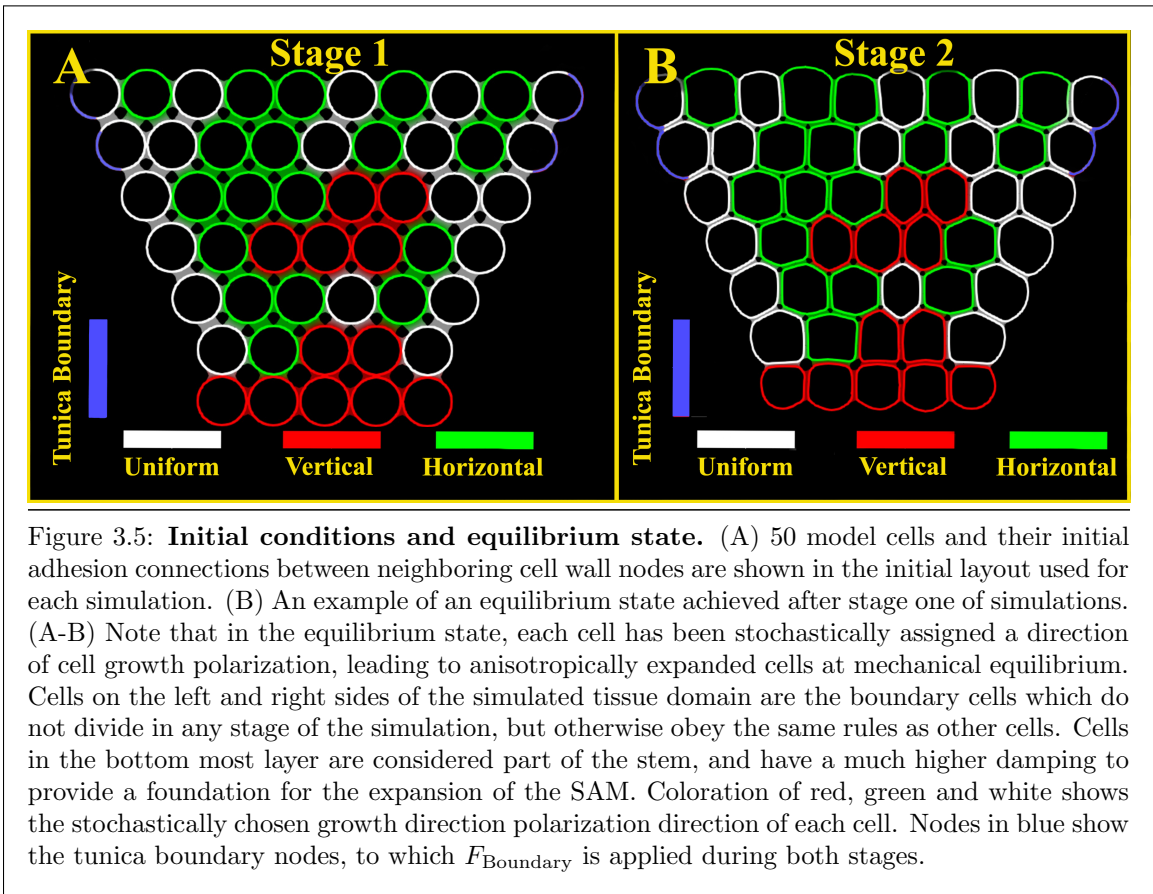 A
Stage 1
Tunica Boundary
Uniform
Vertical
Horizontal
B
Stage 2
Tunica Boundary
Uniform
Vertical
Horizontal
Figure 3.5: Initial conditions and equilibrium state. (A) 50 model cells and their initial
adhesion connections between neighboring cell wall nodes are shown in the initial layout used for
each simulation. (B) An example of an equilibrium state achieved after stage one of simulations.
(A-B) Note that in the equilibrium state, each cell has been stochastically assigned a direction
of cell growth polarization, leading to anisotropically expanded cells at mechanical equilibrium.
Cells on the left and right sides of the simulated tissue domain are the boundary cells which do
not divide in any stage of the simulation, but otherwise obey the same rules as other cells. Cells
in the bottom most layer are considered part of the stem, and have a much higher damping to
provide a foundation for the expansion of the SAM. Coloration of red, green and white shows
the stochastically chosen growth direction polarization direction of each cell. Nodes in blue show
the tunica boundary nodes, to which F_Boundary is applied during both stages.